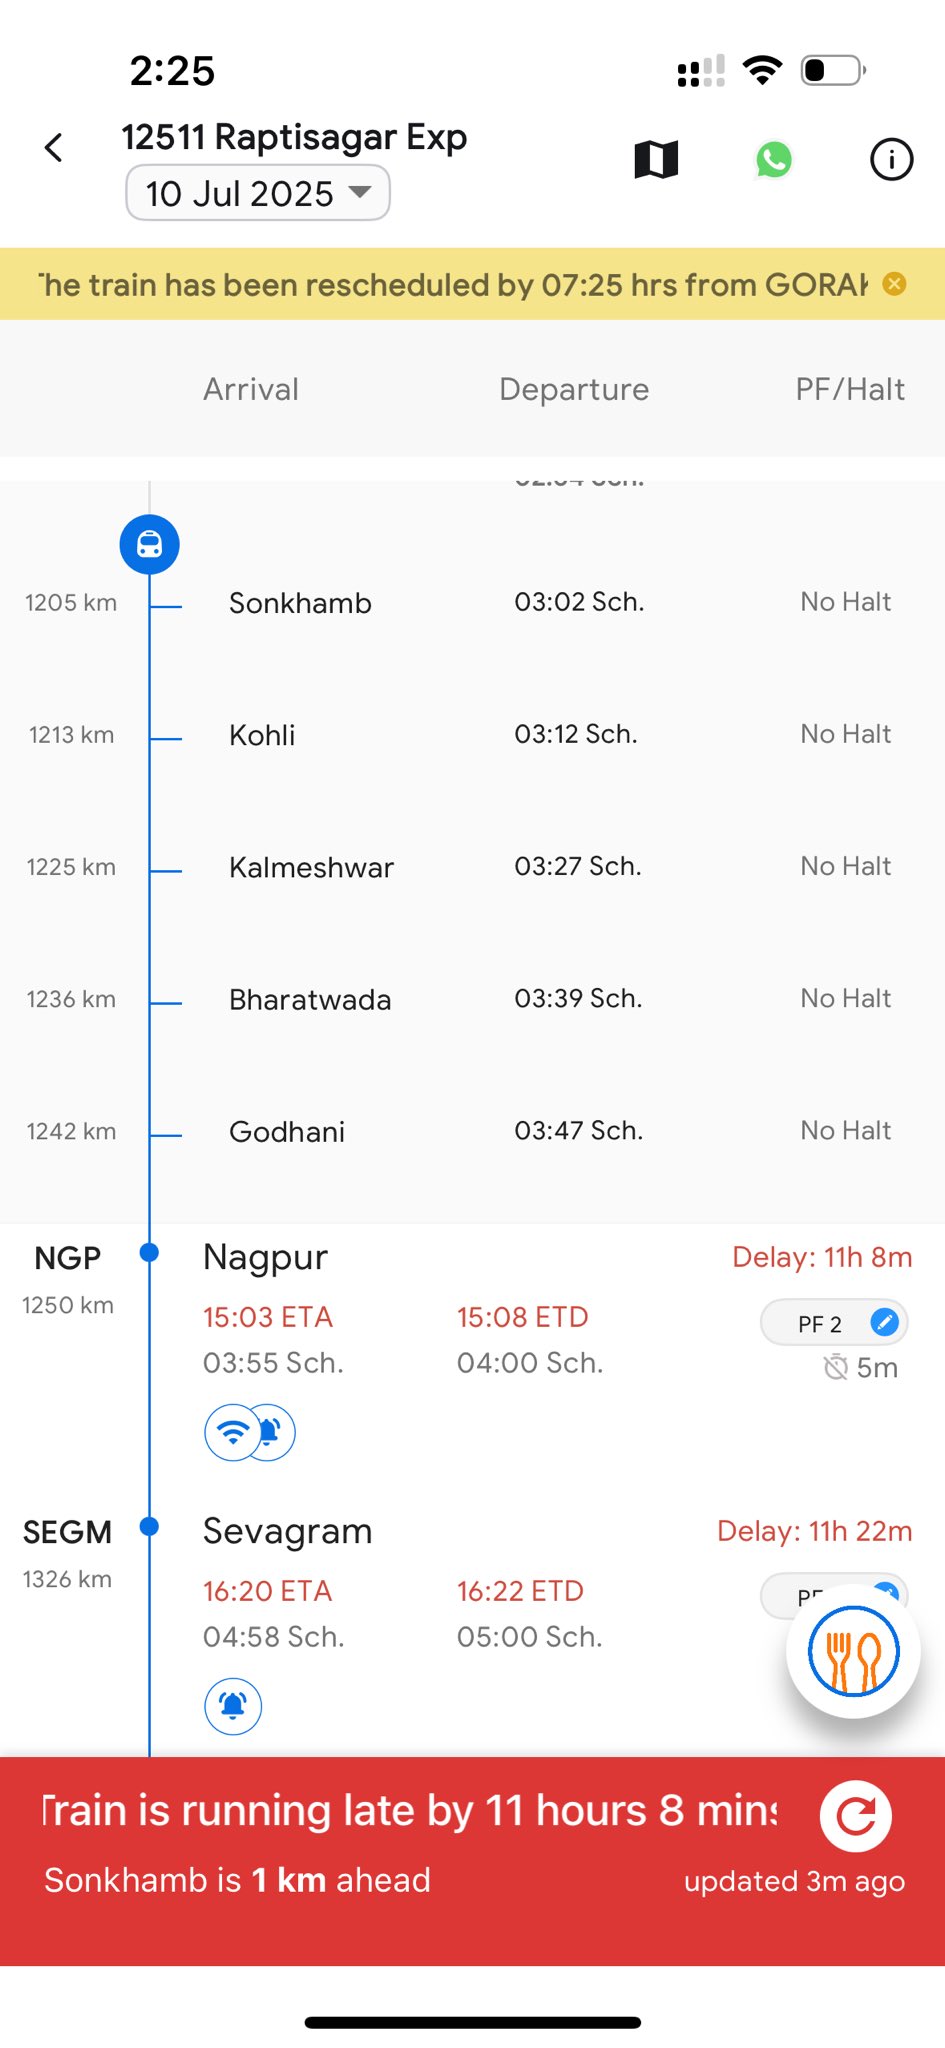 2:25
12511 Raptisagar Exp
10 Jul 2025
The train has been rescheduled by 07:25 hrs from
Arrival Departure PF/Halt
1205 km Sonkhamb 03:02 Sch. No Halt
1213 km Kohli 03:12 Sch. No Halt
1225 km Kalmeshwar 03:27 Sch. No Halt
1236 km Bharatwada 03:39 Sch. No Halt
1242 km Godhani 03:47 Sch. No Halt
NGP Nagpur Delay: 11h 8m
1250 km 15:03 ETA 15:08 ETD PF 2
03:55 Sch. 04:00 Sch. 5m
SEGM Sevagram Delay: 11h 22m
1326 km 16:20 ETA 16:22 ETD PF
04:58 Sch. 05:00 Sch.
Train is running late by 11 hours 8 mins
Sonkhamb is 1 km ahead updated 3m ago